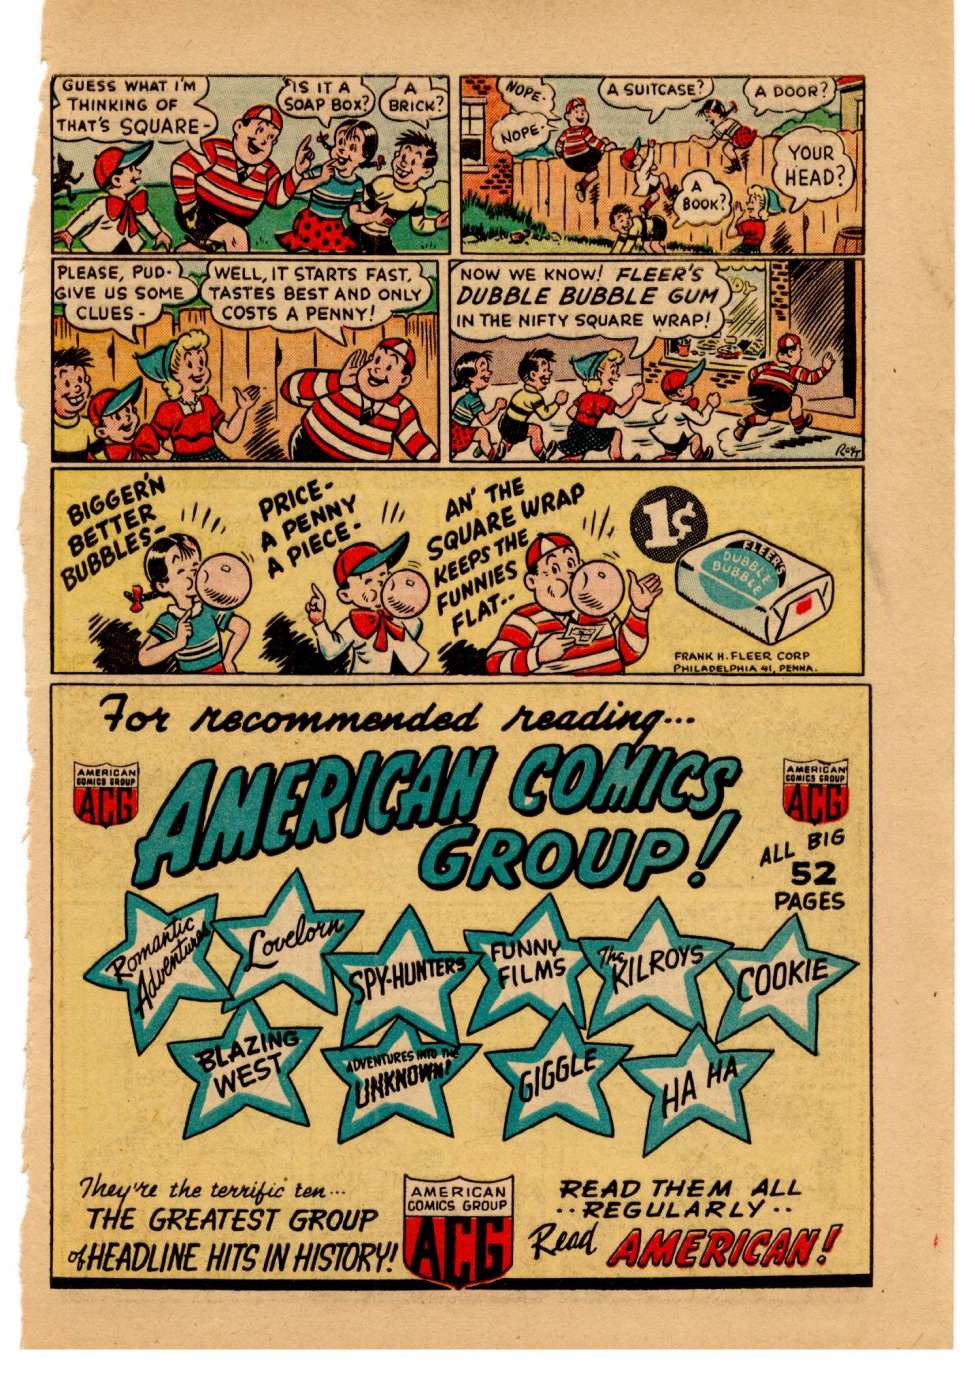 GUESS WHAT I'M
THINKING OF
THAT'S SQUARE-
IS IT A
SOAP BOX?
A
BRICK?
NOPE-
NOPE-
A SUITCASE?
A DOOR?
A
BOOK?
YOUR
HEAD?
PLEASE, PUD-
GIVE US SOME
CLUES-
WELL, IT STARTS FAST,
TASTES BEST AND ONLY
COSTS A PENNY!
NOW WE KNOW! FLEER'S
DUBBLE BUBBLE GUM
IN THE NIFTY SQUARE WRAP!
BIGGER'N
BETTER
BUBBLES-
PRICE-
A PENNY
A PIECE-
AN' THE
SQUARE WRAP
KEEPS THE
FUNNIES
FLAT--
1¢
FLEER'S
DUBBLE
BUBBLE
FRANK H. FLEER CORP
PHILADELPHIA 41, PENNA.
For recommended reading...
AMERICAN COMICS
GROUP!
AMERICAN
COMICS GROUP
ACG
AMERICAN
COMICS GROUP
ACG
ALL BIG
52
PAGES
Romantic
Adventures
Lovelorn
SPY-HUNTERS
FUNNY
FILMS
The
KILROYS
COOKIE
BLAZING
WEST
ADVENTURES INTO THE
UNKNOWN!
GIGGLE
HA HA
They're the terrific ten...
THE GREATEST GROUP
of HEADLINE HITS IN HISTORY!
AMERICAN
COMICS GROUP
ACG
READ THEM ALL
..REGULARLY..
Read AMERICAN!